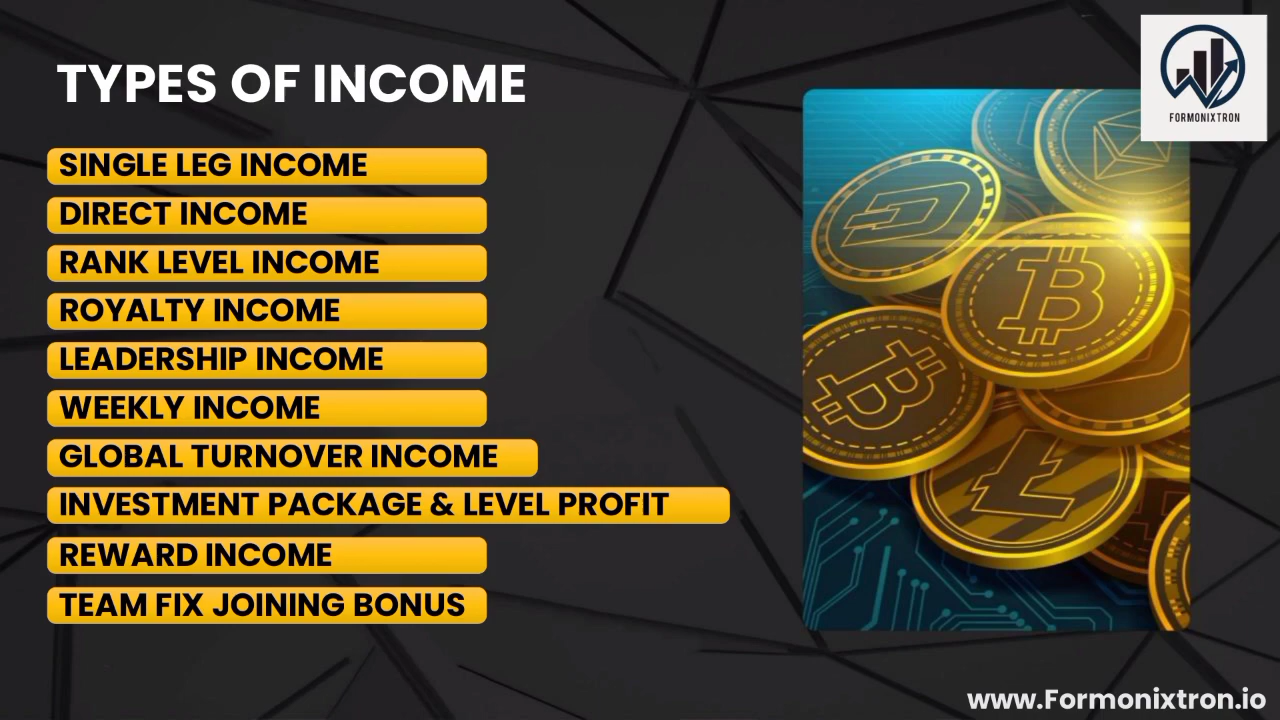 FORMONIXTRON
TYPES OF INCOME
SINGLE LEG INCOME
DIRECT INCOME
RANK LEVEL INCOME
ROYALTY INCOME
LEADERSHIP INCOME
WEEKLY INCOME
GLOBAL TURNOVER INCOME
INVESTMENT PACKAGE & LEVEL PROFIT
REWARD INCOME
TEAM FIX JOINING BONUS
www.Formonixtron.io